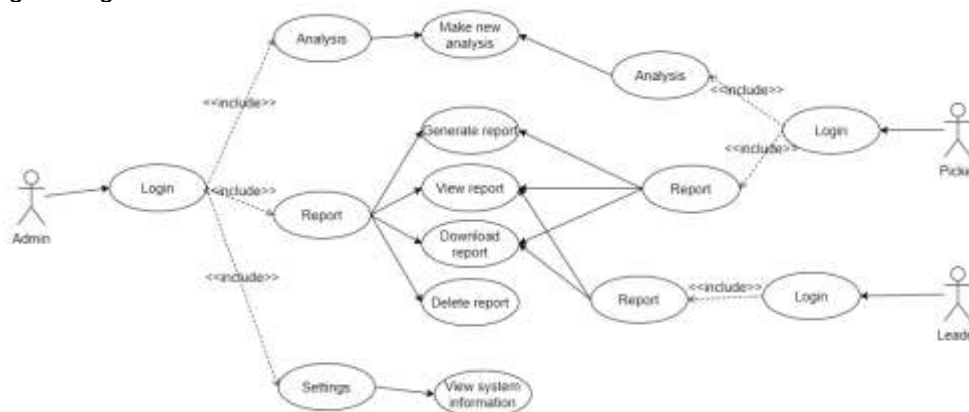 Make new
analysis
Analysis
Analysis
<<include>>
<<include>>
Generate report
Login
<<include>>
Login
<<include>>
View report
Report
Report
Admin
Download
report
<<include>>
Delete report
Report
<<include>>
Login
Settings
View system
information